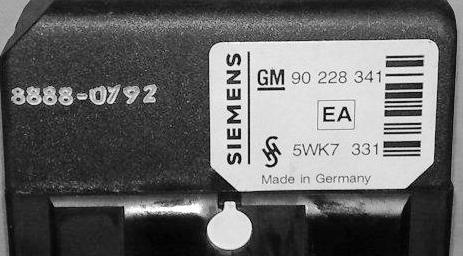 8888-0792
SIEMENS
GM 90 228 341
EA
5WK7 331
Made in Germany